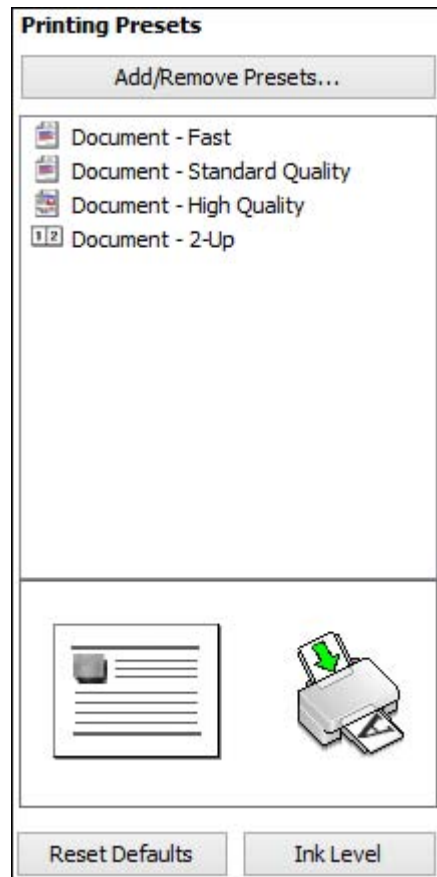 Printing Presets
Add/Remove Presets...
Document - Fast
Document - Standard Quality
Document - High Quality
1 2 Document - 2-Up
A
Reset Defaults Ink Level